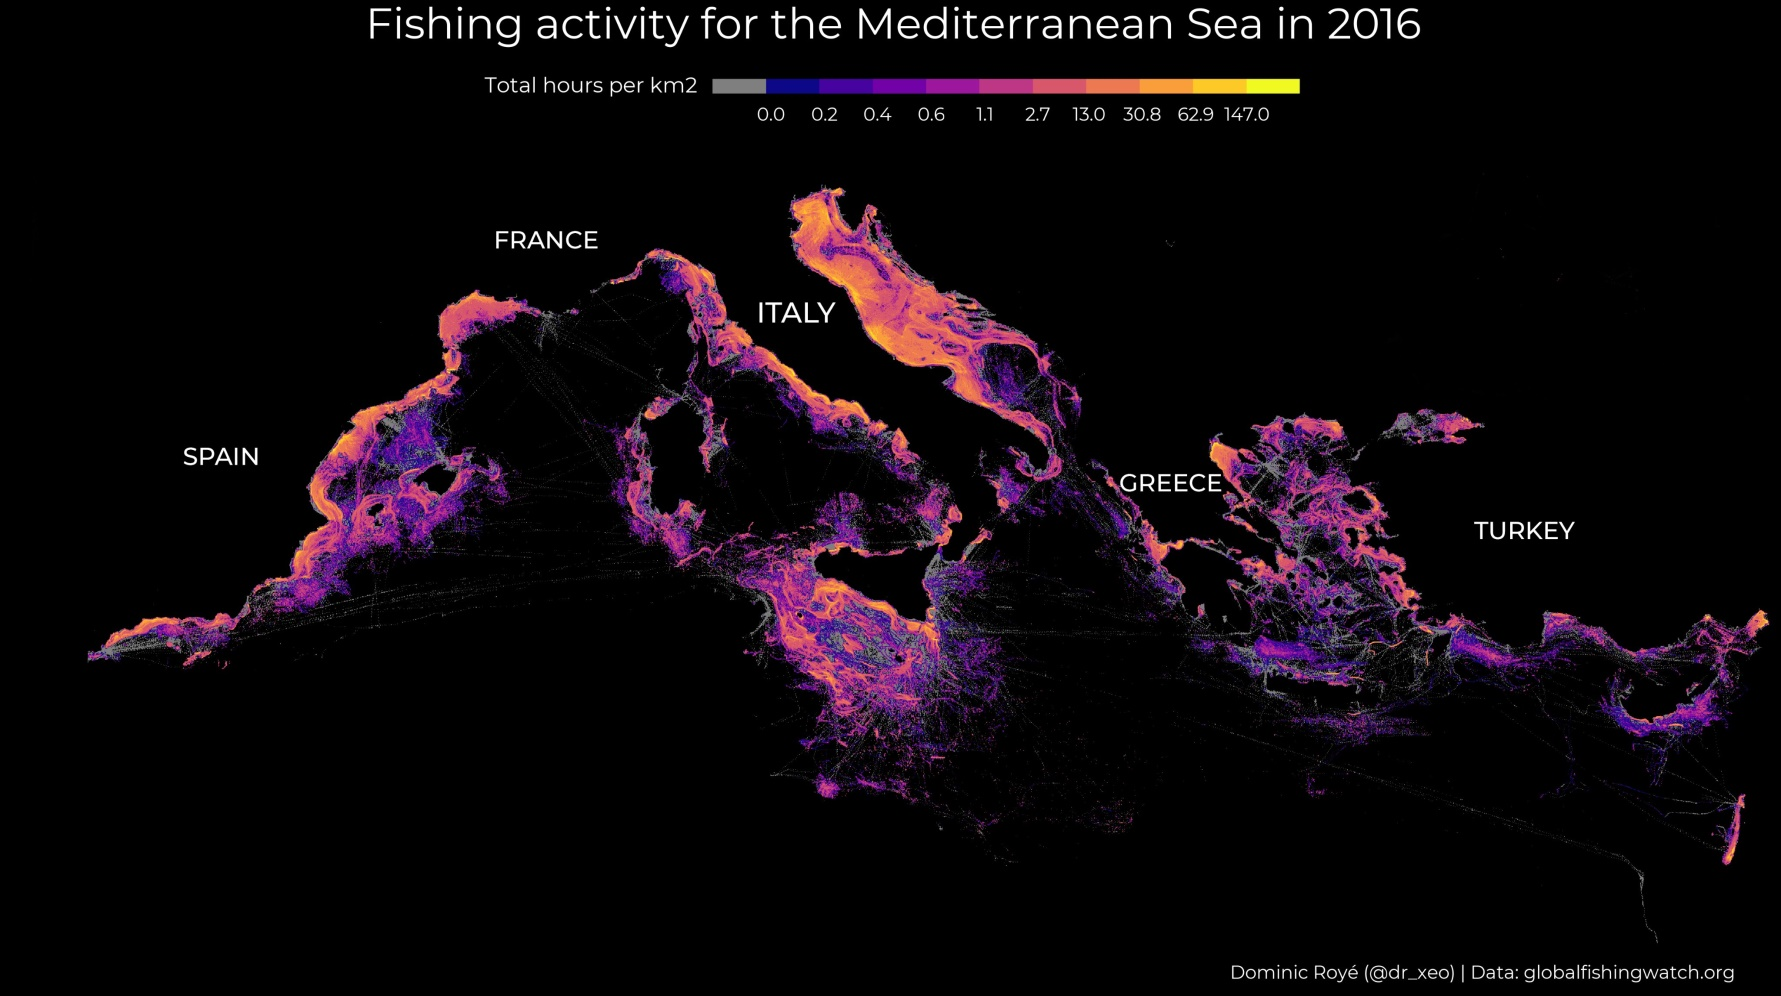 Fishing activity for the Mediterranean Sea in 2016
Total hours per km2
0.0 0.2 0.4 0.6 1.1 2.7 13.0 30.8 62.9 147.0
FRANCE
ITALY
SPAIN
GREECE
TURKEY
Dominic Royé (@dr_xeo) | Data: globalfishingwatch.org